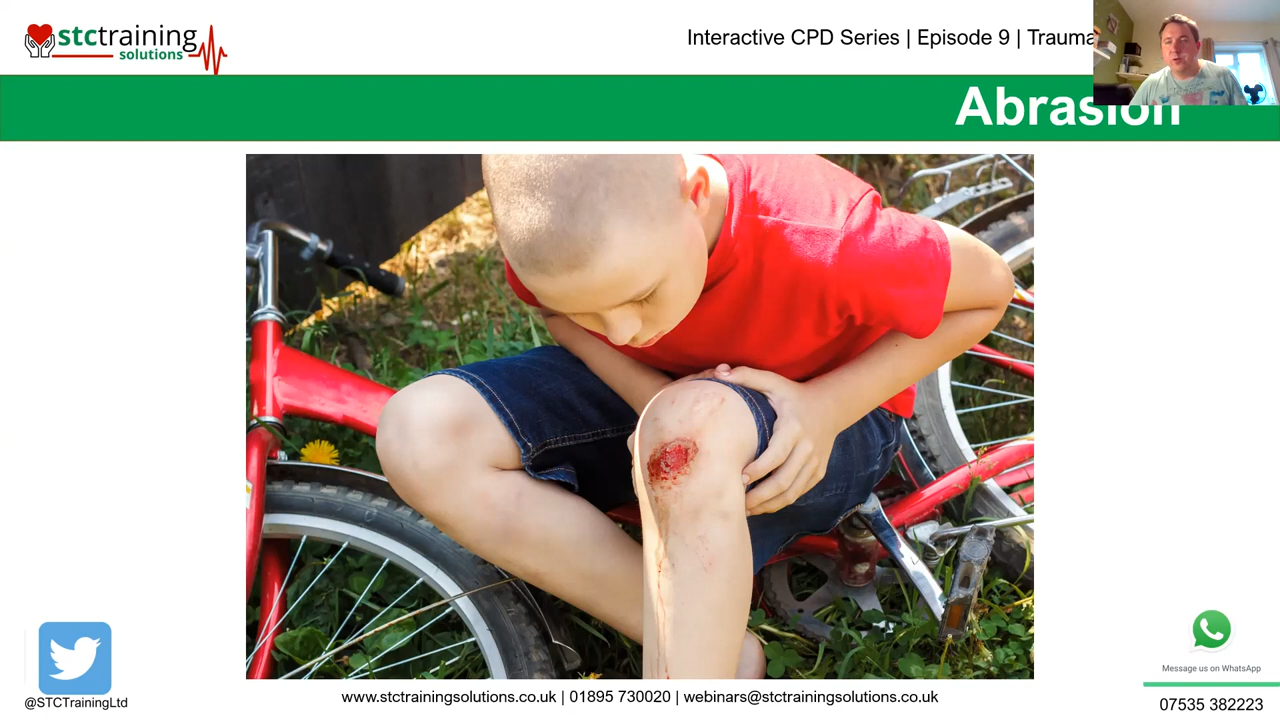 stctraining
solutions
Interactive CPD Series | Episode 9 | Trauma
Abrasion
@STCTrainingLtd
www.stctrainingsolutions.co.uk | 01895 730020 | webinars@stctrainingsolutions.co.uk
Message us on WhatsApp
07535 382223